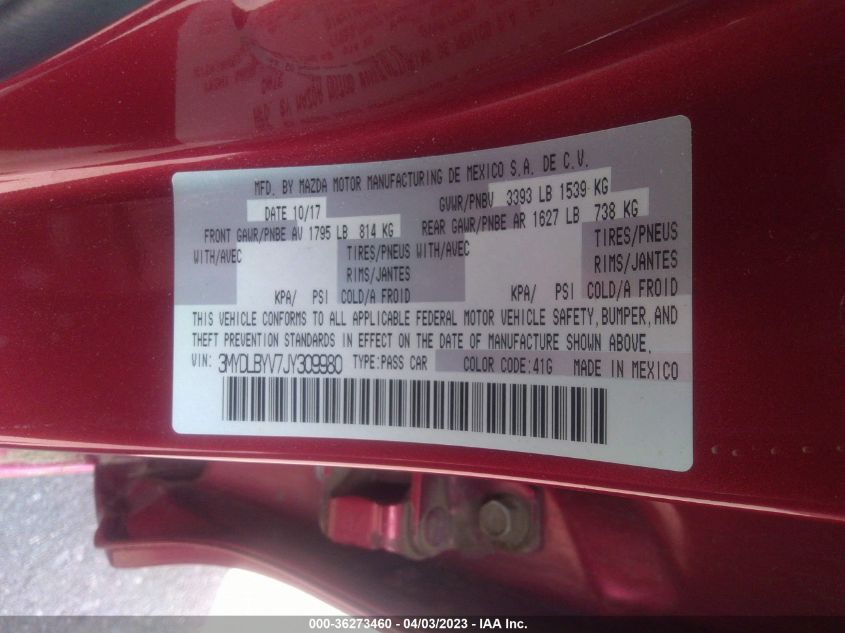 MFD. BY MAZDA MOTOR MANUFACTURING DE MEXICO S.A. DE C.V.
DATE 10/17 GVWR/PNBV 3393 LB 1539 KG
FRONT GAWR/PNBE AV 1795 LB 814 KG REAR GAWR/PNBE AR 1627 LB 738 KG
WITH/AVEC TIRES/PNEUS WITH/AVEC TIRES/PNEUS
RIMS/JANTES RIMS/JANTES
KPA/ PSI COLD/A FROID KPA/ PSI COLD/A FROID
THIS VEHICLE CONFORMS TO ALL APPLICABLE FEDERAL MOTOR VEHICLE SAFETY, BUMPER, AND
THEFT PREVENTION STANDARDS IN EFFECT ON THE DATE OF MANUFACTURE SHOWN ABOVE.
VIN: 3MYDLBYV7JY309980 TYPE:PASS CAR COLOR CODE:41G MADE IN MEXICO
000-36273460 - 04/03/2023 - IAA Inc.